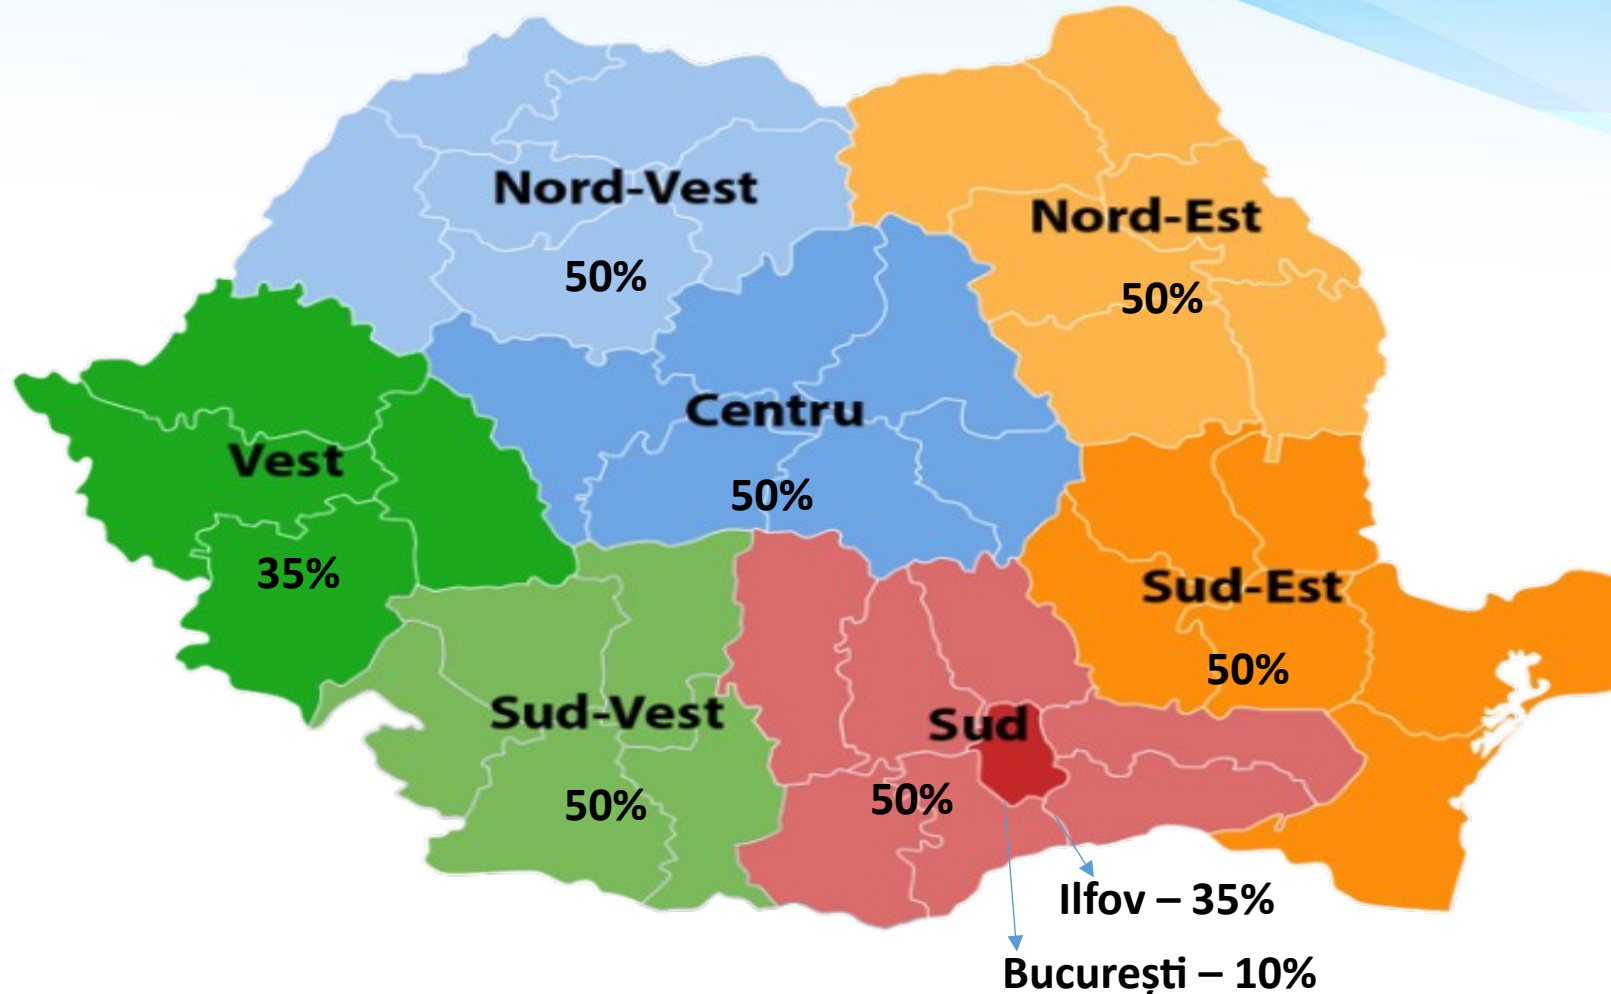 Nord-Vest
50%
Nord-Est
50%
Centru
50%
Vest
35%
Sud-Est
50%
Sud-Vest
50%
Sud
50%
Ilfov – 35%
București – 10%